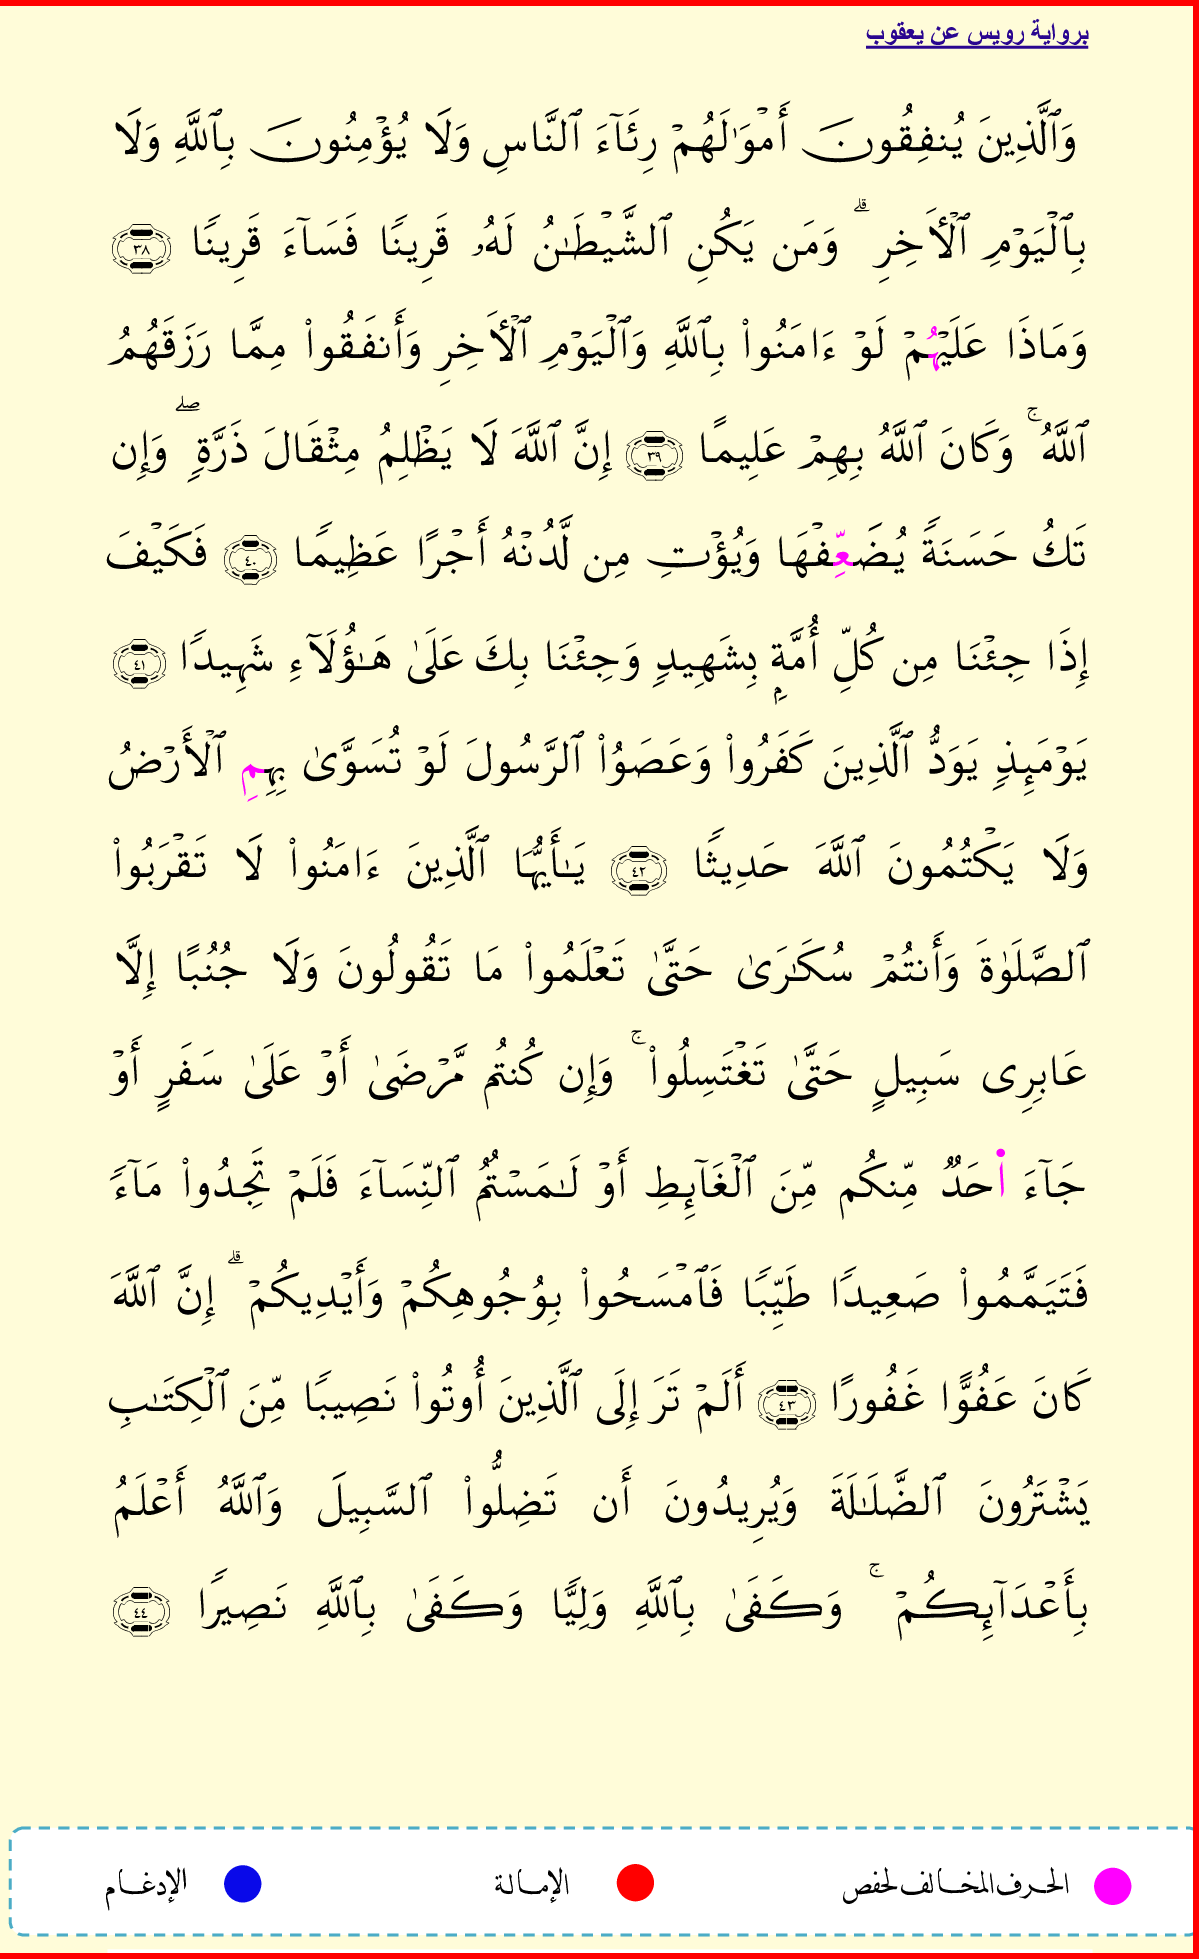 برواية رويس عن يعقوب
وَٱلَّذِينَ يُنفِقُونَ أَمۡوَٰلَهُمۡ رِئَآءَ ٱلنَّاسِ وَلَا يُؤۡمِنُونَ بِٱللَّهِ وَلَا
بِٱلۡيَوۡمِ ٱلۡأَخِرِۗ وَمَن يَكُنِ ٱلشَّيۡطَٰنُ لَهُۥ قَرِينٗا فَسَآءَ قَرِينٗا ٣٨
وَمَاذَا عَلَيۡهُمۡ لَوۡ ءَامَنُواْ بِٱللَّهِ وَٱلۡيَوۡمِ ٱلۡأَخِرِ وَأَنفَقُواْ مِمَّا رَزَقَهُمُ
ٱللَّهُۚ وَكَانَ ٱللَّهُ بِهِمۡ عَلِيمًا ٣٩ إِنَّ ٱللَّهَ لَا يَظۡلِمُ مِثۡقَالَ ذَرَّةٖۖ وَإِن
تَكُ حَسَنَةٗ يُضَعِّفۡهَا وَيُؤۡتِ مِن لَّدُنۡهُ أَجۡرًا عَظِيمٗا ٤٠ فَكَيۡفَ
إِذَا جِئۡنَا مِن كُلِّ أُمَّةِۭ بِشَهِيدٖ وَجِئۡنَا بِكَ عَلَىٰ هَٰٓؤُلَآءِ شَهِيدٗا ٤١
يَوۡمَئِذٖ يَوَدُّ ٱلَّذِينَ كَفَرُواْ وَعَصَوُاْ ٱلرَّسُولَ لَوۡ تُسَوَّىٰ بِهِمِ ٱلۡأَرۡضُ
وَلَا يَكۡتُمُونَ ٱللَّهَ حَدِيثٗا ٤٢ يَٰٓأَيُّهَا ٱلَّذِينَ ءَامَنُواْ لَا تَقۡرَبُواْ
ٱلصَّلَوٰةَ وَأَنتُمۡ سُكَٰرَىٰ حَتَّىٰ تَعۡلَمُواْ مَا تَقُولُونَ وَلَا جُنُبًا إِلَّا
عَابِرِى سَبِيلٍ حَتَّىٰ تَغۡتَسِلُواْۚ وَإِن كُنتُم مَّرۡضَىٰ أَوۡ عَلَىٰ سَفَرٍ أَوۡ
جَآءَ اۡحَدٞ مِّنكُم مِّنَ ٱلۡغَآئِطِ أَوۡ لَٰمَسۡتُمُ ٱلنِّسَآءَ فَلَمۡ تَجِدُواْ مَآءٗ
فَتَيَمَّمُواْ صَعِيدٗا طَيِّبٗا فَٱمۡسَحُواْ بِوُجُوهِكُمۡ وَأَيۡدِيكُمۡۗ إِنَّ ٱللَّهَ
كَانَ عَفُوًّا غَفُورًا ٤٣ أَلَمۡ تَرَ إِلَى ٱلَّذِينَ أُوتُواْ نَصِيبٗا مِّنَ ٱلۡكِتَٰبِ
يَشۡتَرُونَ ٱلضَّلَٰلَةَ وَيُرِيدُونَ أَن تَضِلُّواْ ٱلسَّبِيلَ وَٱللَّهُ أَعۡلَمُ
بِأَعۡدَآئِكُمۡۚ وَكَفَىٰ بِٱللَّهِ وَلِيّٗا وَكَفَىٰ بِٱللَّهِ نَصِيرٗا ٤٤
الحرف المخالف لحفص الإمالة الإدغام